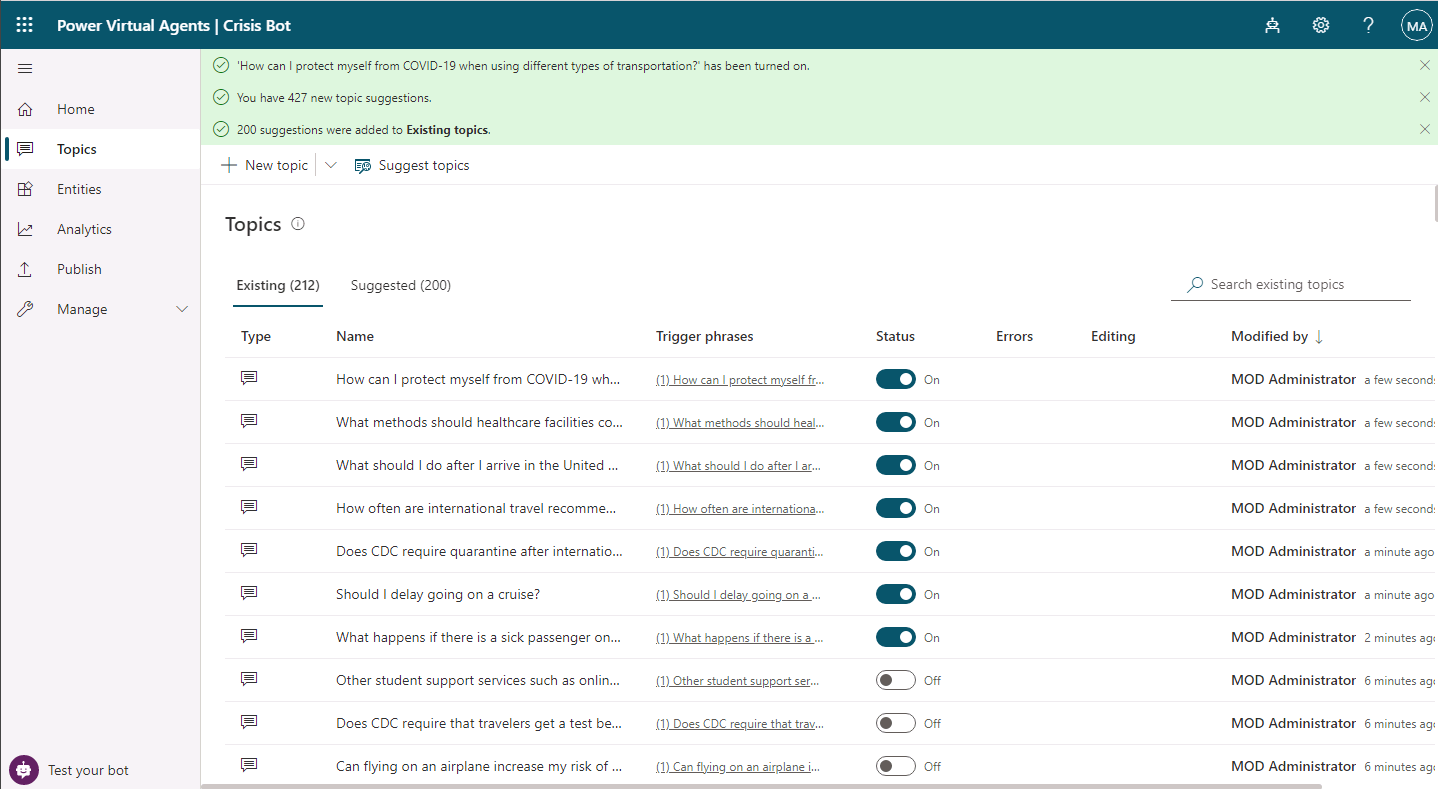 Power Virtual Agents | Crisis Bot
MA
'How can I protect myself from COVID-19 when using different types of transportation?' has been turned on.
You have 427 new topic suggestions.
200 suggestions were added to Existing topics.
Home
Topics
Entities
Analytics
Publish
Manage
Test your bot
New topic Suggest topics
Topics
Existing (212) Suggested (200) Search existing topics
Type Name Trigger phrases Status Errors Editing Modified by ↓
How can I protect myself from COVID-19 wh... (1) How can I protect myself fr... On MOD Administrator a few seconds
What methods should healthcare facilities co... (1) What methods should heal... On MOD Administrator a few seconds
What should I do after I arrive in the United ... (1) What should I do after I ar... On MOD Administrator a few seconds
How often are international travel recomme... (1) How often are internationa... On MOD Administrator a few seconds
Does CDC require quarantine after internatio... (1) Does CDC require quaranti... On MOD Administrator a minute ago
Should I delay going on a cruise? (1) Should I delay going on a ... On MOD Administrator a minute ago
What happens if there is a sick passenger on... (1) What happens if there is a ... On MOD Administrator 2 minutes ago
Other student support services such as onlin... (1) Other student support ser... Off MOD Administrator 6 minutes ago
Does CDC require that travelers get a test be... (1) Does CDC require that trav... Off MOD Administrator 6 minutes ago
Can flying on an airplane increase my risk of ... (1) Can flying on an airplane i... Off MOD Administrator 6 minutes ago